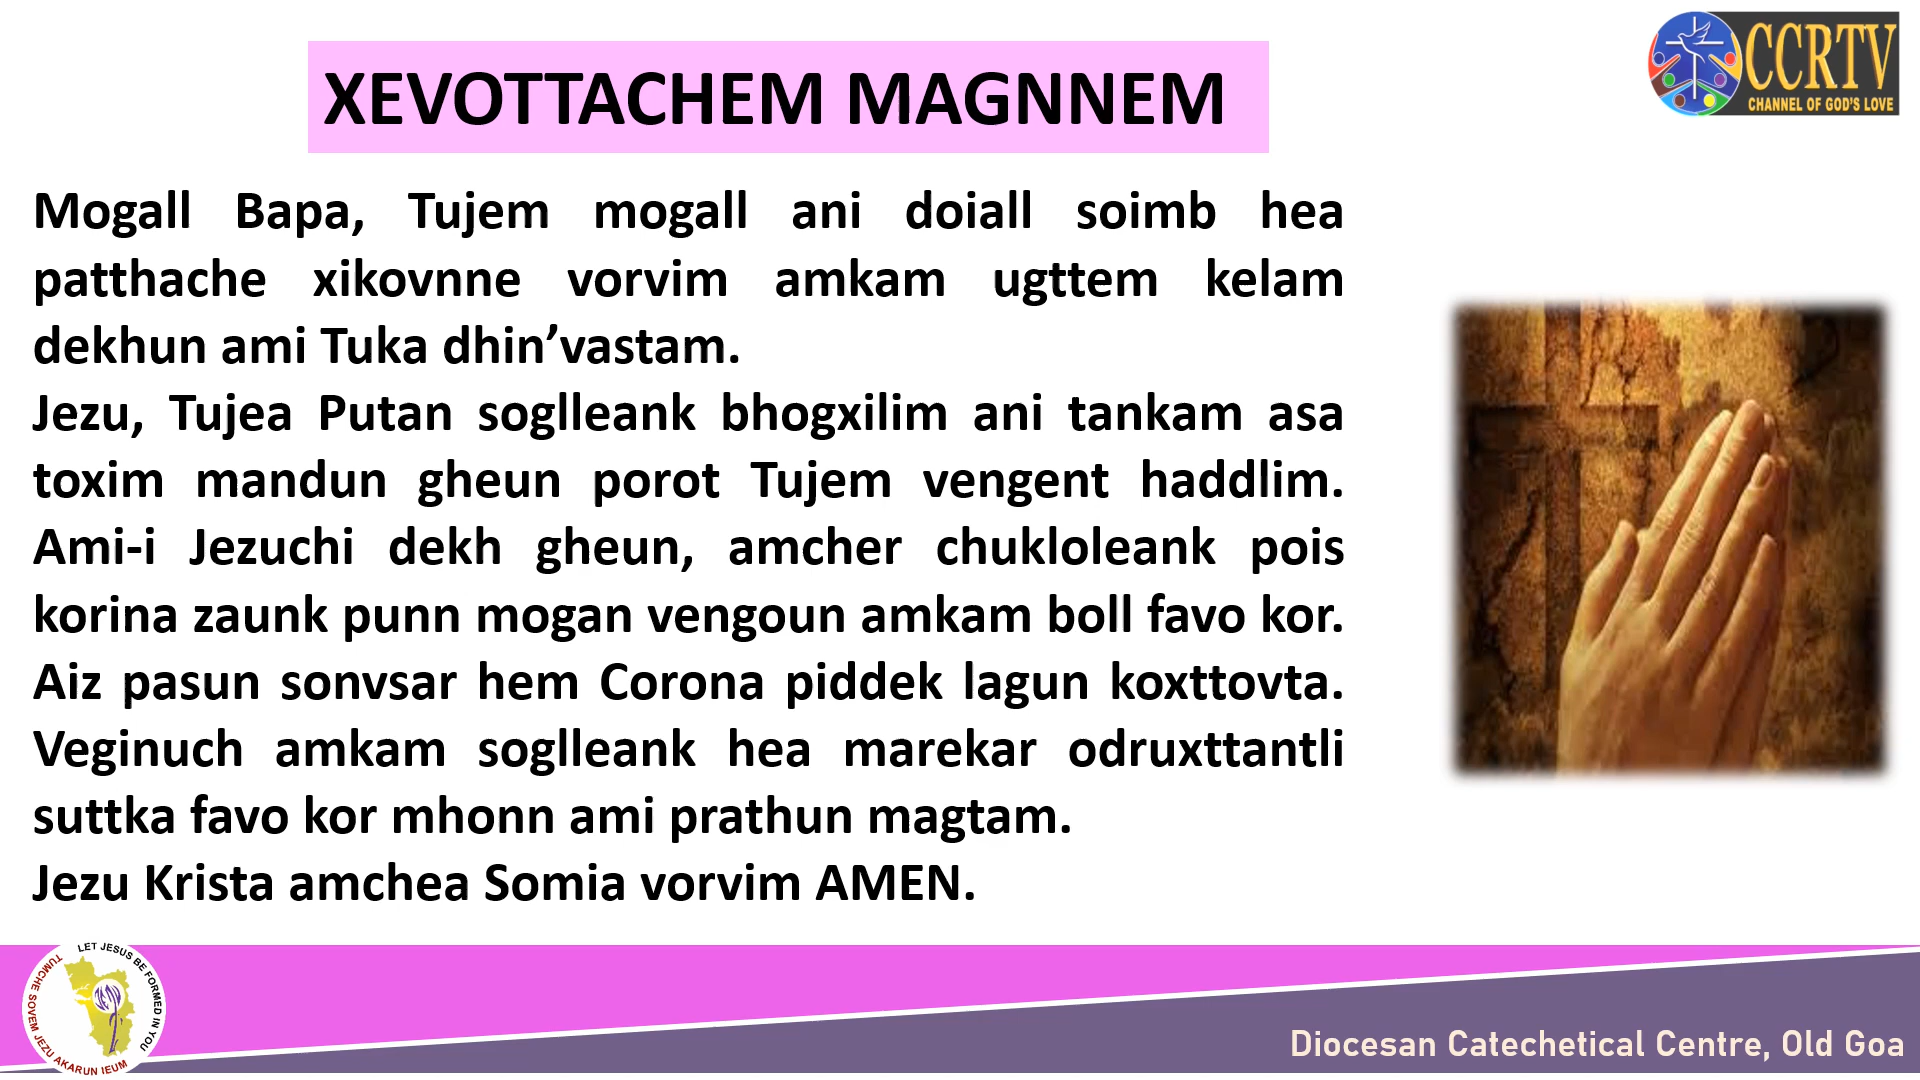 XEVOTTACHEM MAGNNEM
CCRTV
CHANNEL OF GOD'S LOVE
Mogall Bapa, Tujem mogall ani doiall soimb hea
patthache xikovnne vorvim amkam ugttem kelam
dekhun ami Tuka dhin’vastam.
Jezu, Tujea Putan soglleank bhogxilim ani tankam asa
toxim mandun gheun porot Tujem vengent haddlim.
Ami-i Jezuchi dekh gheun, amcher chukloleank pois
korina zaunk punn mogan vengoun amkam boll favo kor.
Aiz pasun sonvsar hem Corona piddek lagun koxttovta.
Veginuch amkam soglleank hea marekar odruxttantli
suttka favo kor mhonn ami prathun magtam.
Jezu Krista amchea Somia vorvim AMEN.
LET JESUS BE FORMED IN YOU
TUMCHE SOVEM JEZU AKARUN IEUM
Diocesan Catechetical Centre, Old Goa